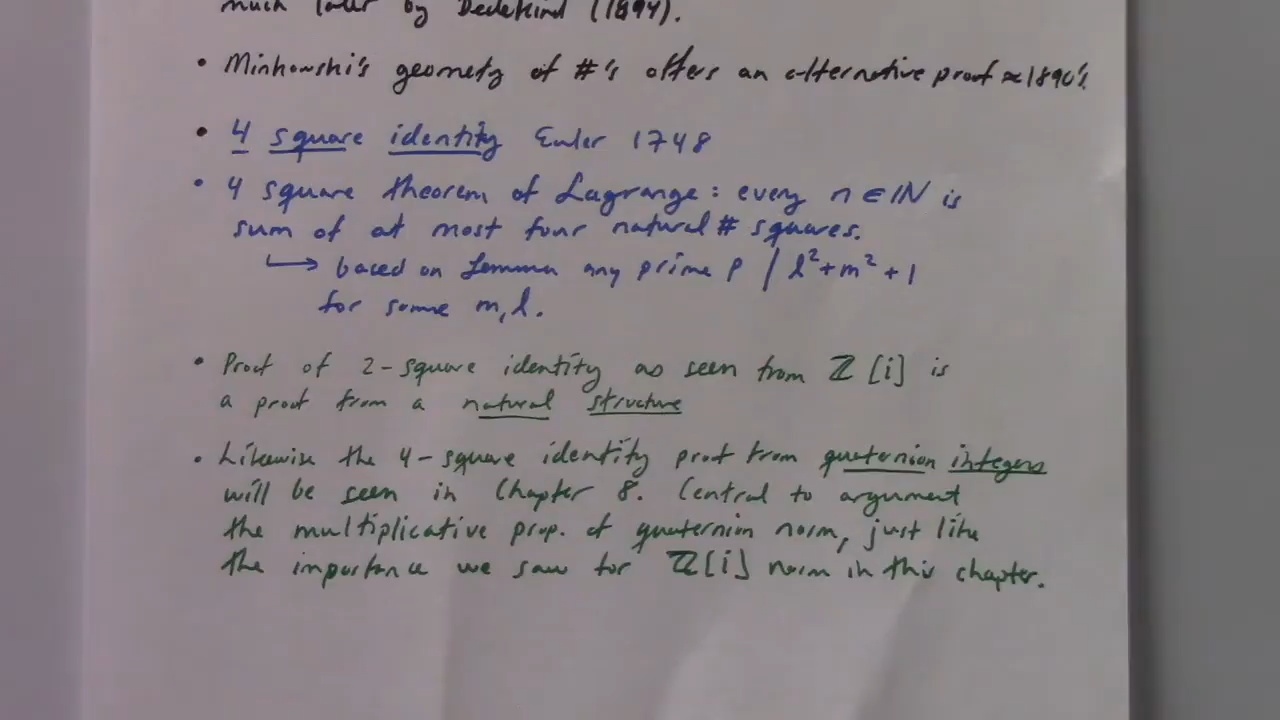 much later by Dedekind (1894).
• Minkowski's geometry of #'s offers an alternative proof ≈1890's.
• 4 square identity Euler 1748
• 4 square theorem of Lagrange : every n ∈ ℕ is
sum of at most four natural # squares.
↳ based on Lemma any prime p | l²+m²+1
for some m, l.
• Proof of 2-square identity as seen from ℤ[i] is
a proof from a natural structure
• Likewise the 4-square identity proof from quaternion integers
will be seen in Chapter 8. Central to argument
the multiplicative prop. of quaternion norm, just like
the importance we saw for ℤ[i] norm in this chapter.